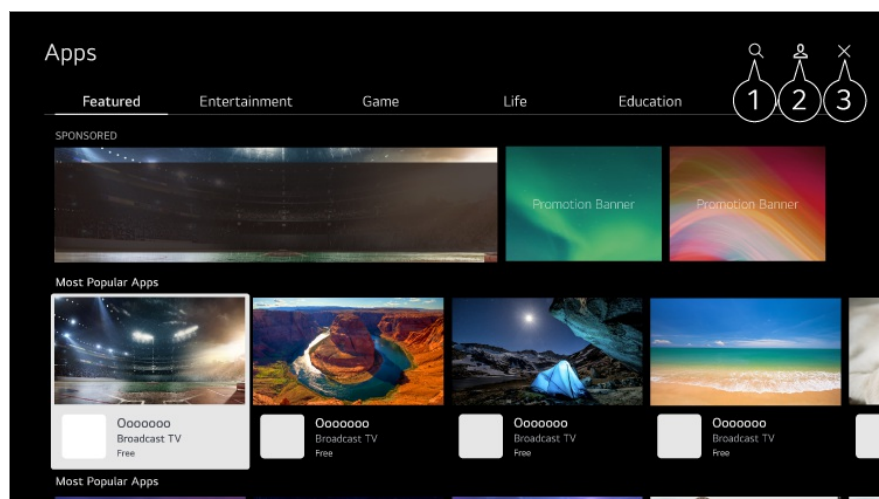 Apps
Featured Entertainment Game Life Education
1 2 3
SPONSORED
Promotion Banner Promotion Banner
Most Popular Apps
Ooooooo Ooooooo Ooooooo Ooooooo
Broadcast TV Broadcast TV Broadcast TV Broadcast TV
Free Free Free Free
Most Popular Apps